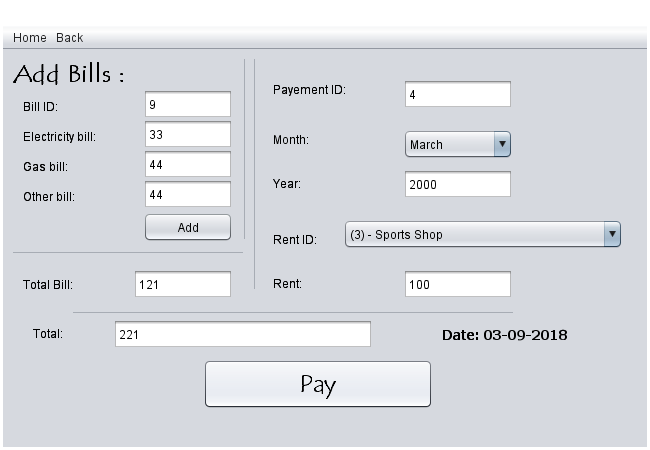 Home Back
Add Bills :
Bill ID: 9
Electricity bill: 33
Gas bill: 44
Other bill: 44
Add
Total Bill: 121
Payement ID: 4
Month: March
Year: 2000
Rent ID: (3) - Sports Shop
Rent: 100
Total: 221
Date: 03-09-2018
Pay